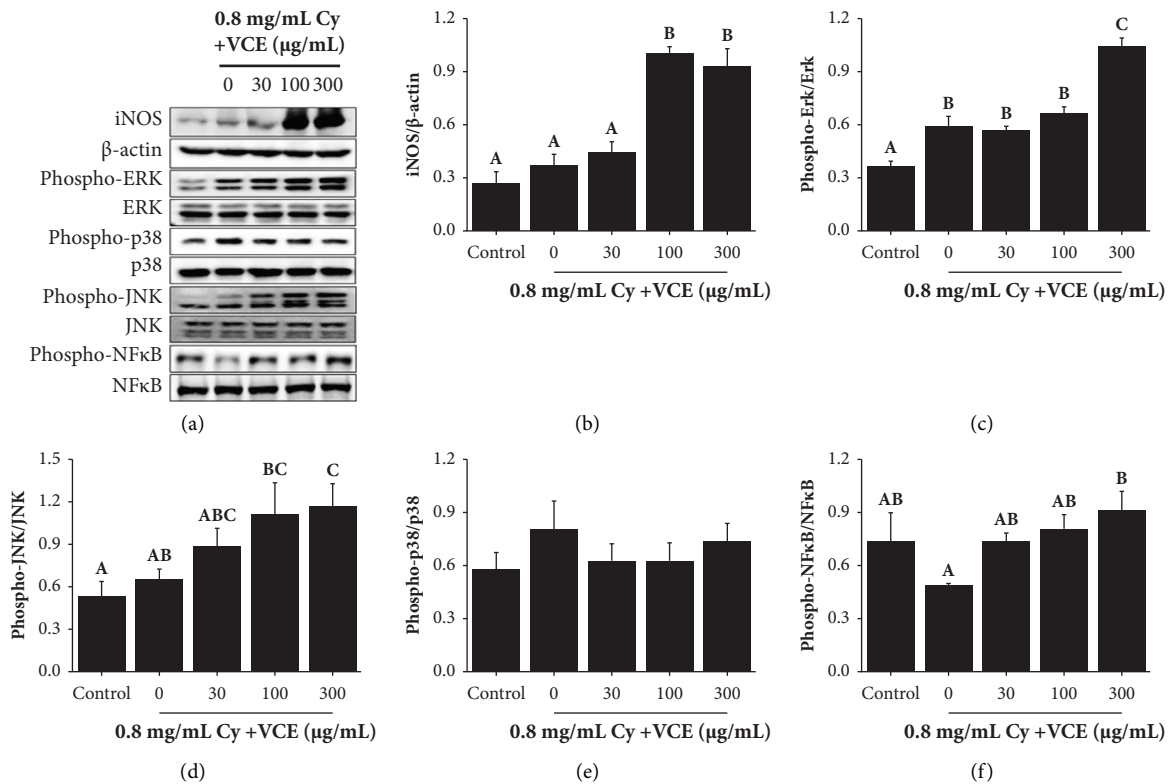 0.8 mg/mL Cy
+VCE (μg/mL)
0 30 100 300
iNOS
β-actin
Phospho-ERK
ERK
Phospho-p38
p38
Phospho-JNK
JNK
Phospho-NFκB
NFκB
(a)
iNOS/β-actin
1.2
0.9
0.6
0.3
0.0
A A A B B
Control 0 30 100 300
0.8 mg/mL Cy +VCE (μg/mL)
(b)
Phospho-Erk/Erk
1.2
0.9
0.6
0.3
0.0
A B B B C
Control 0 30 100 300
0.8 mg/mL Cy +VCE (μg/mL)
(c)
Phospho-JNK/JNK
1.5
1.2
0.9
0.6
0.3
0.0
A AB ABC BC C
Control 0 30 100 300
0.8 mg/mL Cy +VCE (μg/mL)
(d)
Phospho-p38/p38
1.2
0.9
0.6
0.3
0.0
Control 0 30 100 300
0.8 mg/mL Cy +VCE (μg/mL)
(e)
Phospho-NFκB/NFκB
1.2
0.9
0.6
0.3
0.0
AB A AB AB B
Control 0 30 100 300
0.8 mg/mL Cy +VCE (μg/mL)
(f)